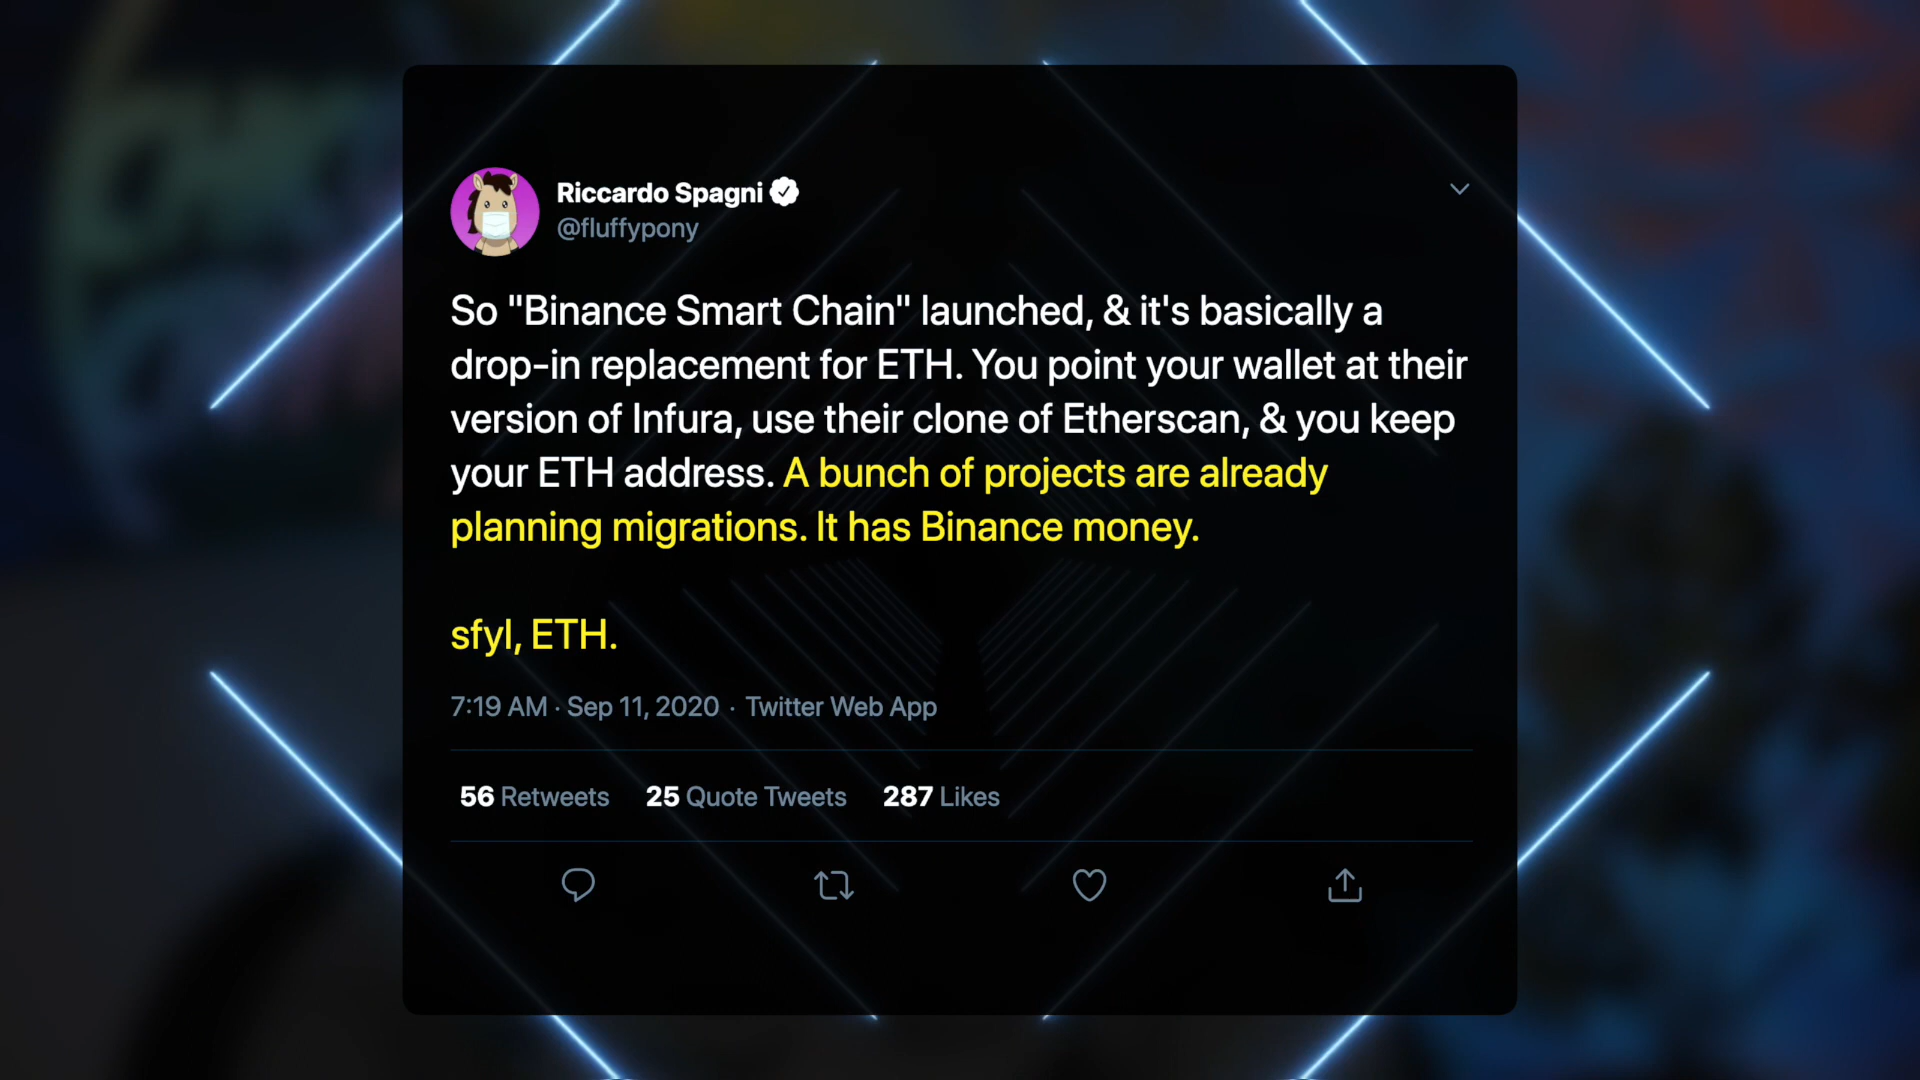 Riccardo Spagni
@fluffypony
So "Binance Smart Chain" launched, & it's basically a
drop-in replacement for ETH. You point your wallet at their
version of Infura, use their clone of Etherscan, & you keep
your ETH address. A bunch of projects are already
planning migrations. It has Binance money.
sfyl, ETH.
7:19 AM · Sep 11, 2020 · Twitter Web App
56 Retweets 25 Quote Tweets 287 Likes